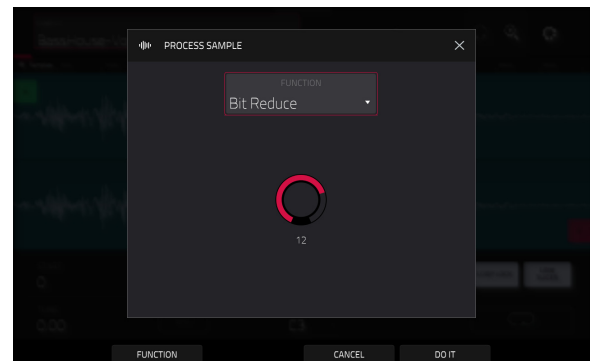 PROCESS SAMPLE
FUNCTION
Bit Reduce
12
FUNCTION
CANCEL
DO IT